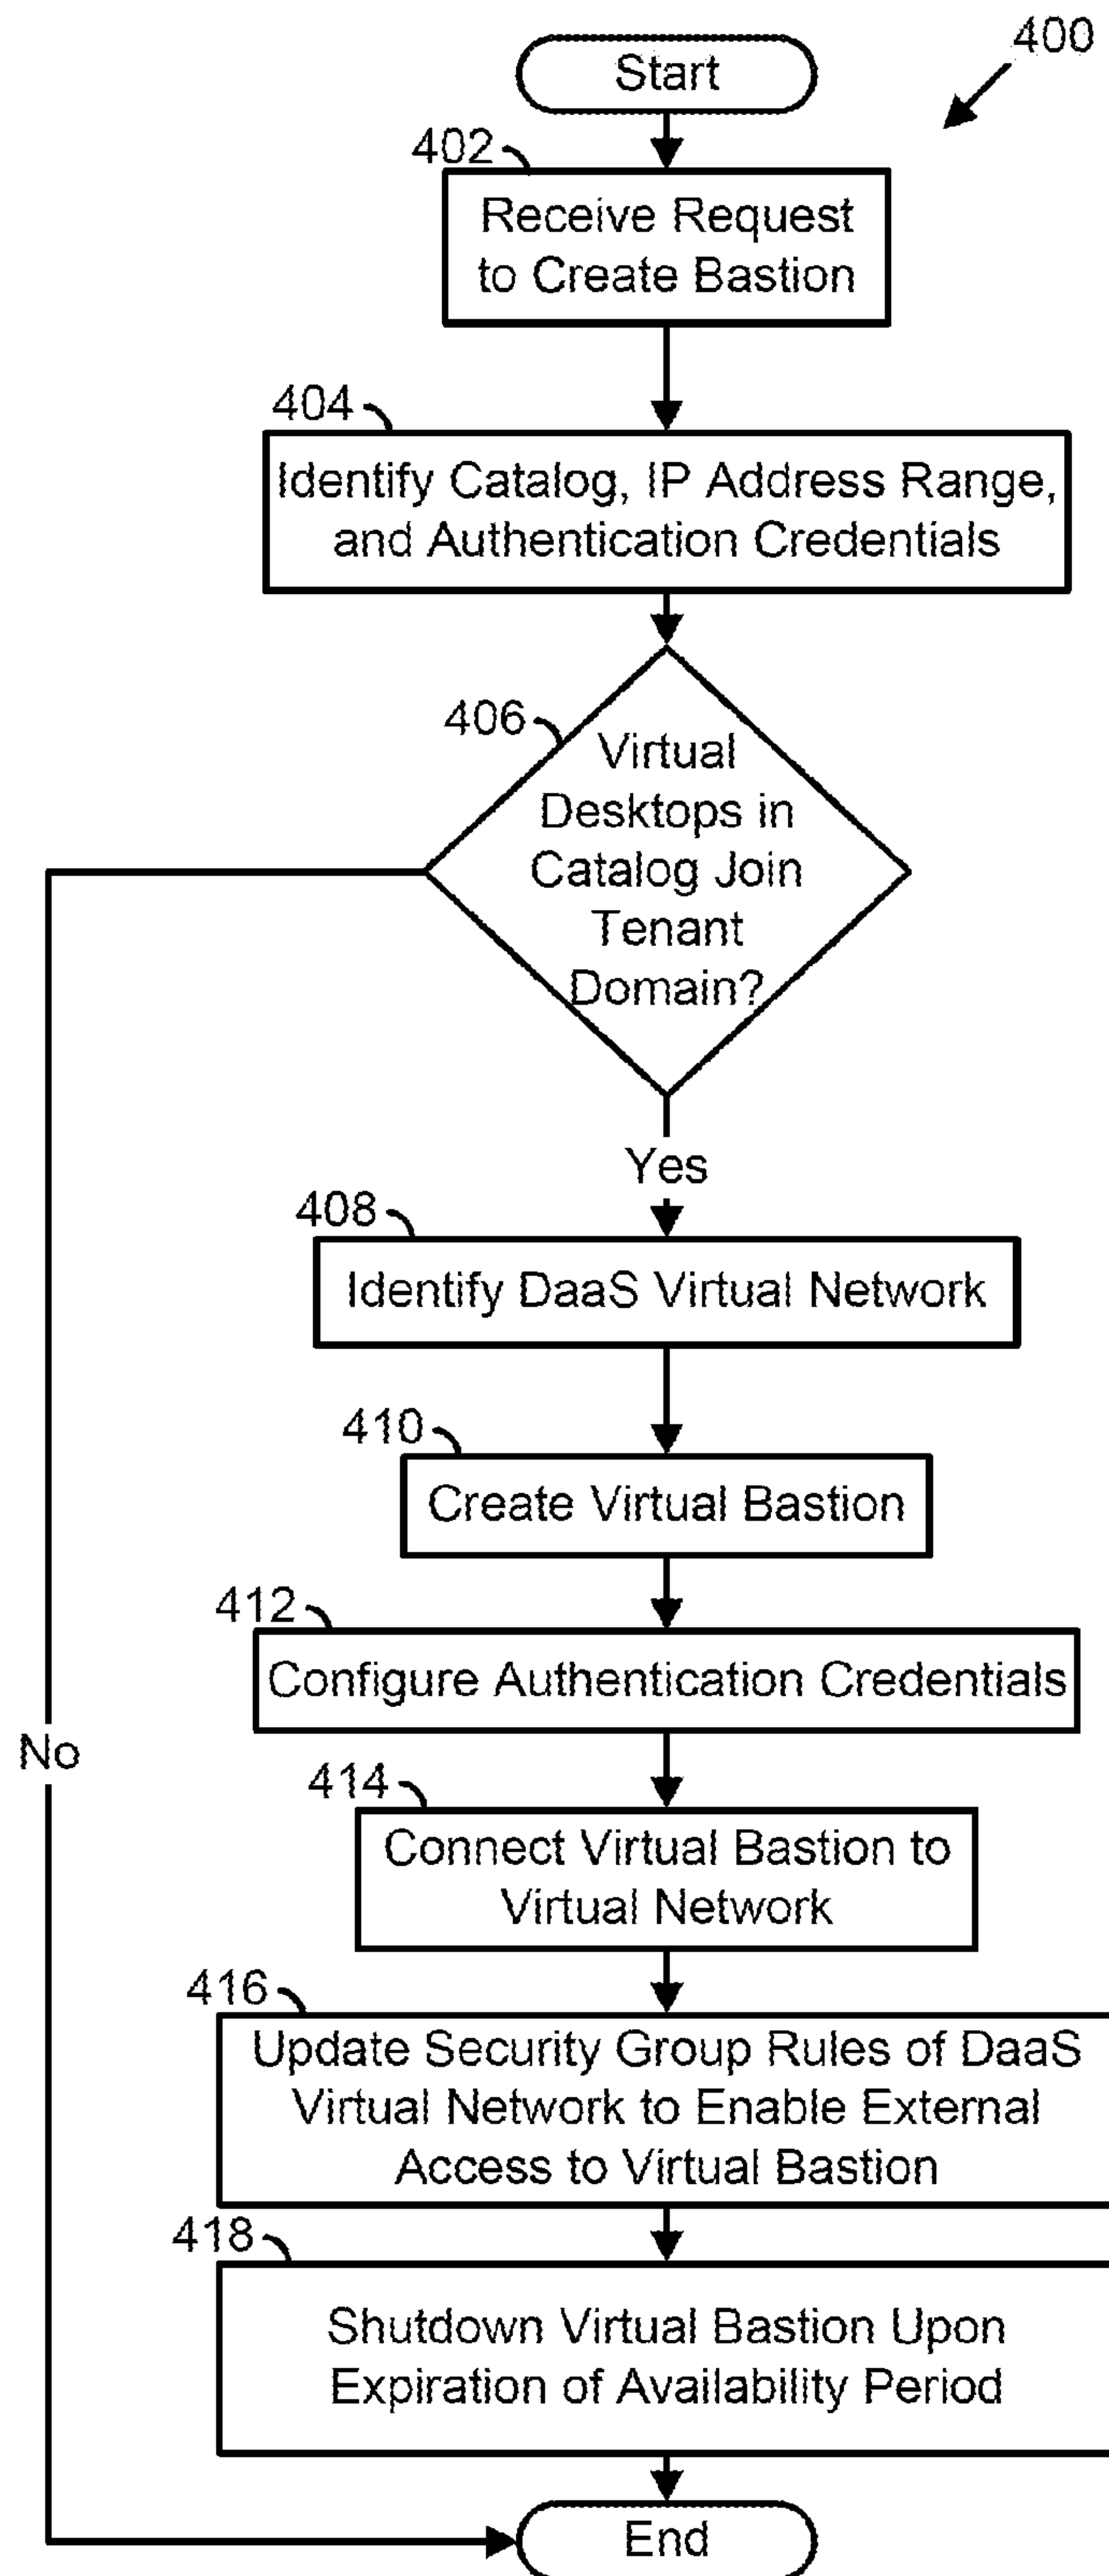 400
Start
402
Receive Request
to Create Bastion
404
Identify Catalog, IP Address Range,
and Authentication Credentials
406
Virtual
Desktops in
Catalog Join
Tenant
Domain?
Yes
408
Identify DaaS Virtual Network
410
Create Virtual Bastion
412
Configure Authentication Credentials
No
414
Connect Virtual Bastion to
Virtual Network
416
Update Security Group Rules of DaaS
Virtual Network to Enable External
Access to Virtual Bastion
418
Shutdown Virtual Bastion Upon
Expiration of Availability Period
End